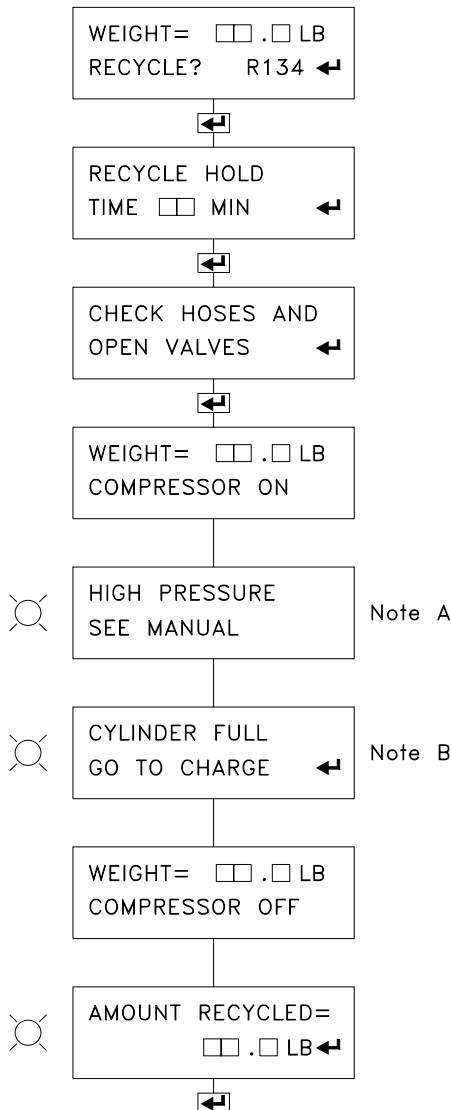 WEIGHT= □□.□ LB
RECYCLE? R134 ↵
↵
RECYCLE HOLD
TIME □□ MIN ↵
↵
CHECK HOSES AND
OPEN VALVES ↵
↵
WEIGHT= □□.□ LB
COMPRESSOR ON
HIGH PRESSURE
SEE MANUAL
Note A
CYLINDER FULL
GO TO CHARGE ↵
Note B
WEIGHT= □□.□ LB
COMPRESSOR OFF
AMOUNT RECYCLED=
□□.□ LB ↵
↵